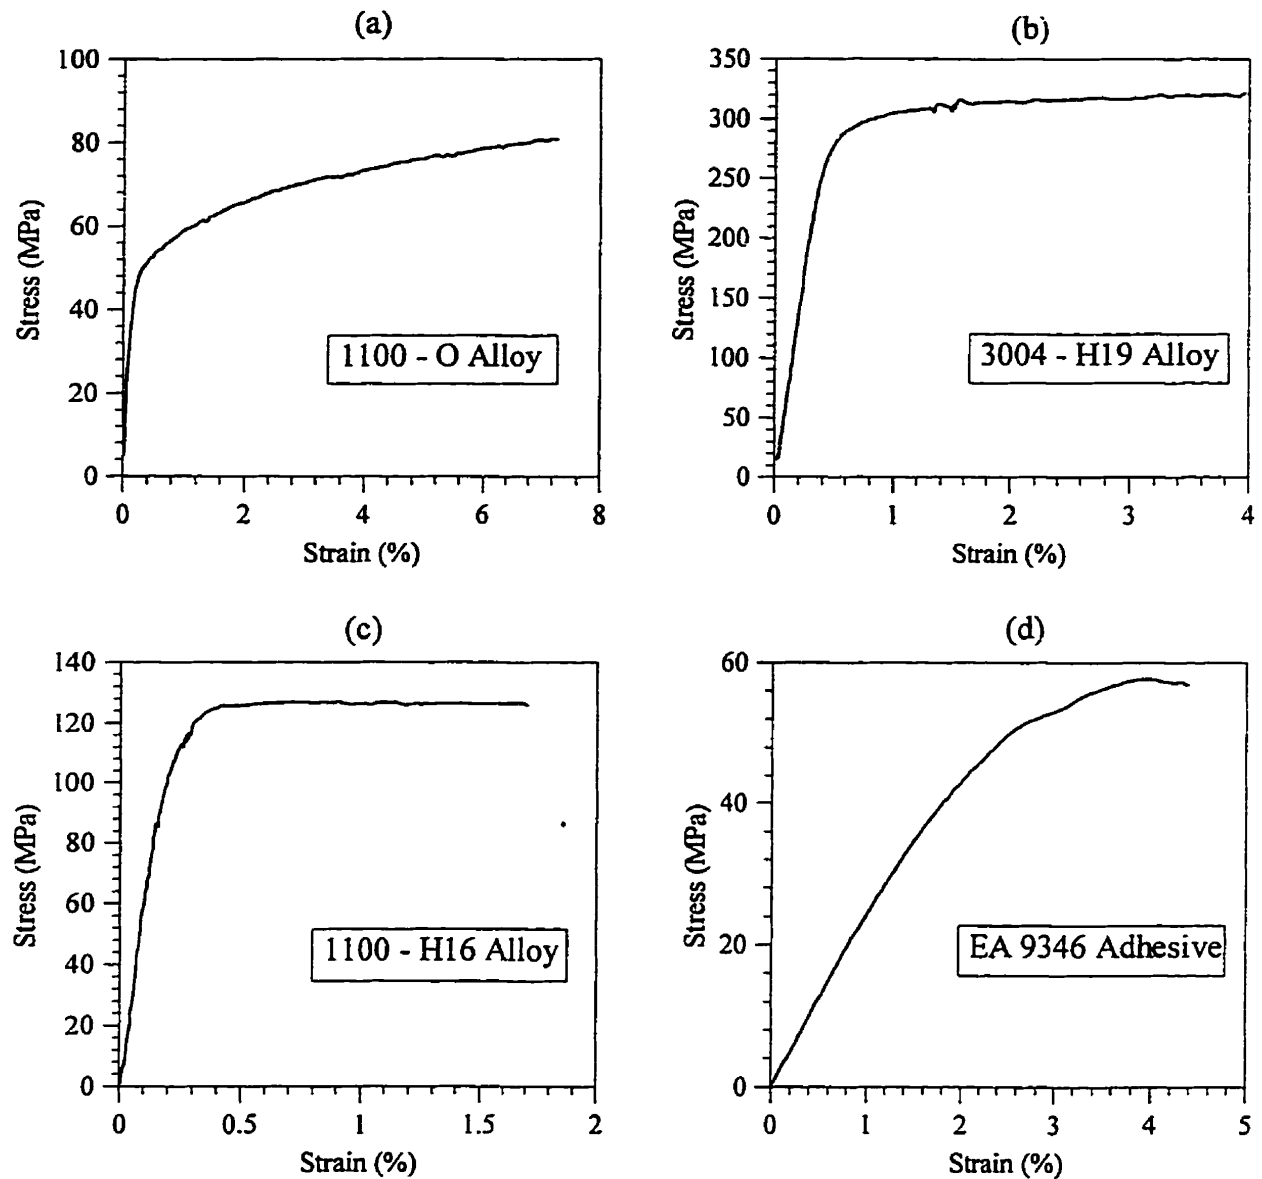 (a)
100
80
60
40
20
0
Stress (MPa)
1100 - O Alloy
0 2 4 6 8
Strain (%)
(b)
350
300
250
200
150
100
50
0
Stress (MPa)
3004 - H19 Alloy
0 1 2 3 4
Strain (%)
(c)
140
120
100
80
60
40
20
0
Stress (MPa)
1100 - H16 Alloy
0 0.5 1 1.5 2
Strain (%)
(d)
60
40
20
0
Stress (MPa)
EA 9346 Adhesive
0 1 2 3 4 5
Strain (%)